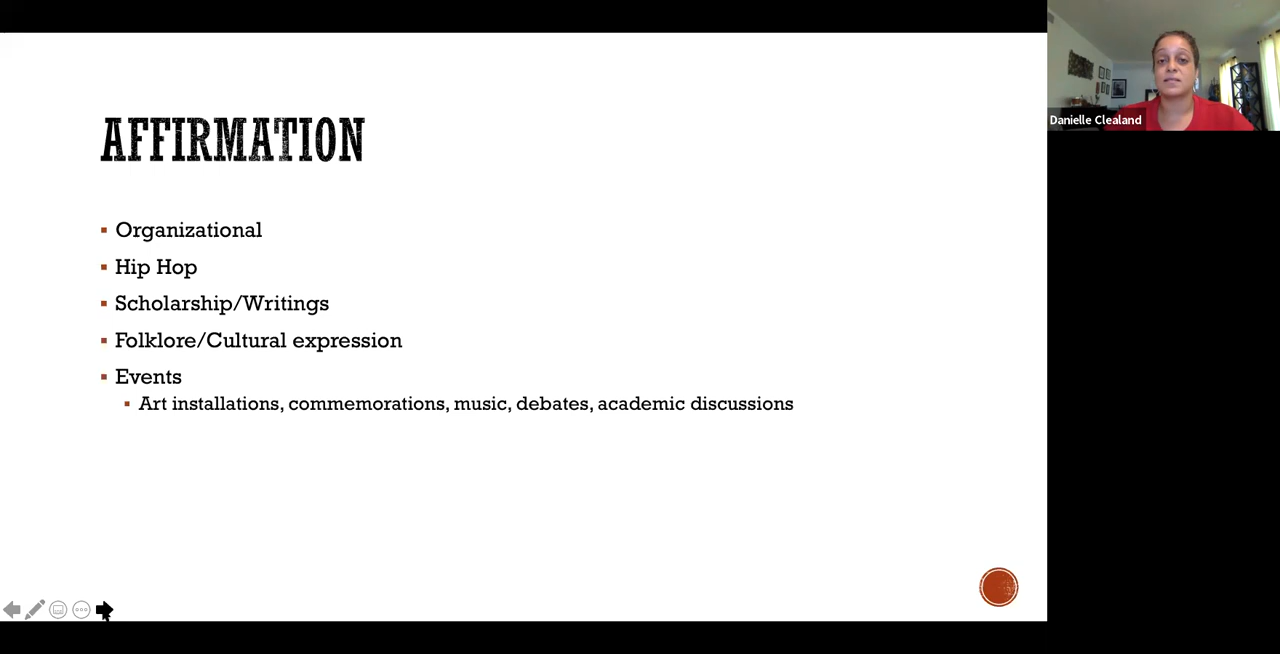 AFFIRMATION
Organizational
Hip Hop
Scholarship/Writings
Folklore/Cultural expression
Events
Art installations, commemorations, music, debates, academic discussions
Danielle Clealand